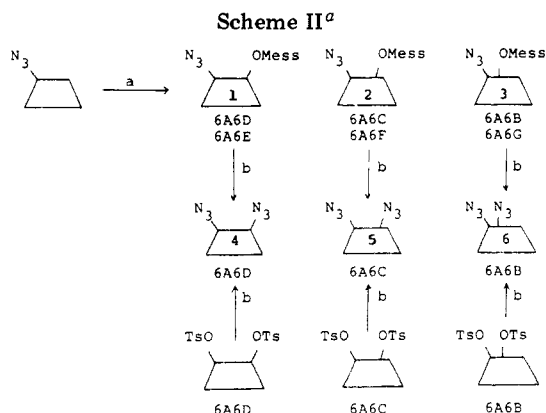 Scheme IIa
N3
a
N3 OMess
1
6A6D
6A6E
N3 OMess
2
6A6C
6A6F
N3 OMess
3
6A6B
6A6G
b
b
b
N3 N3
4
6A6D
N3 N3
5
6A6C
N3 N3
6
6A6B
b
b
b
TsO OTs
6A6D
TsO OTs
6A6C
TsO OTs
6A6B